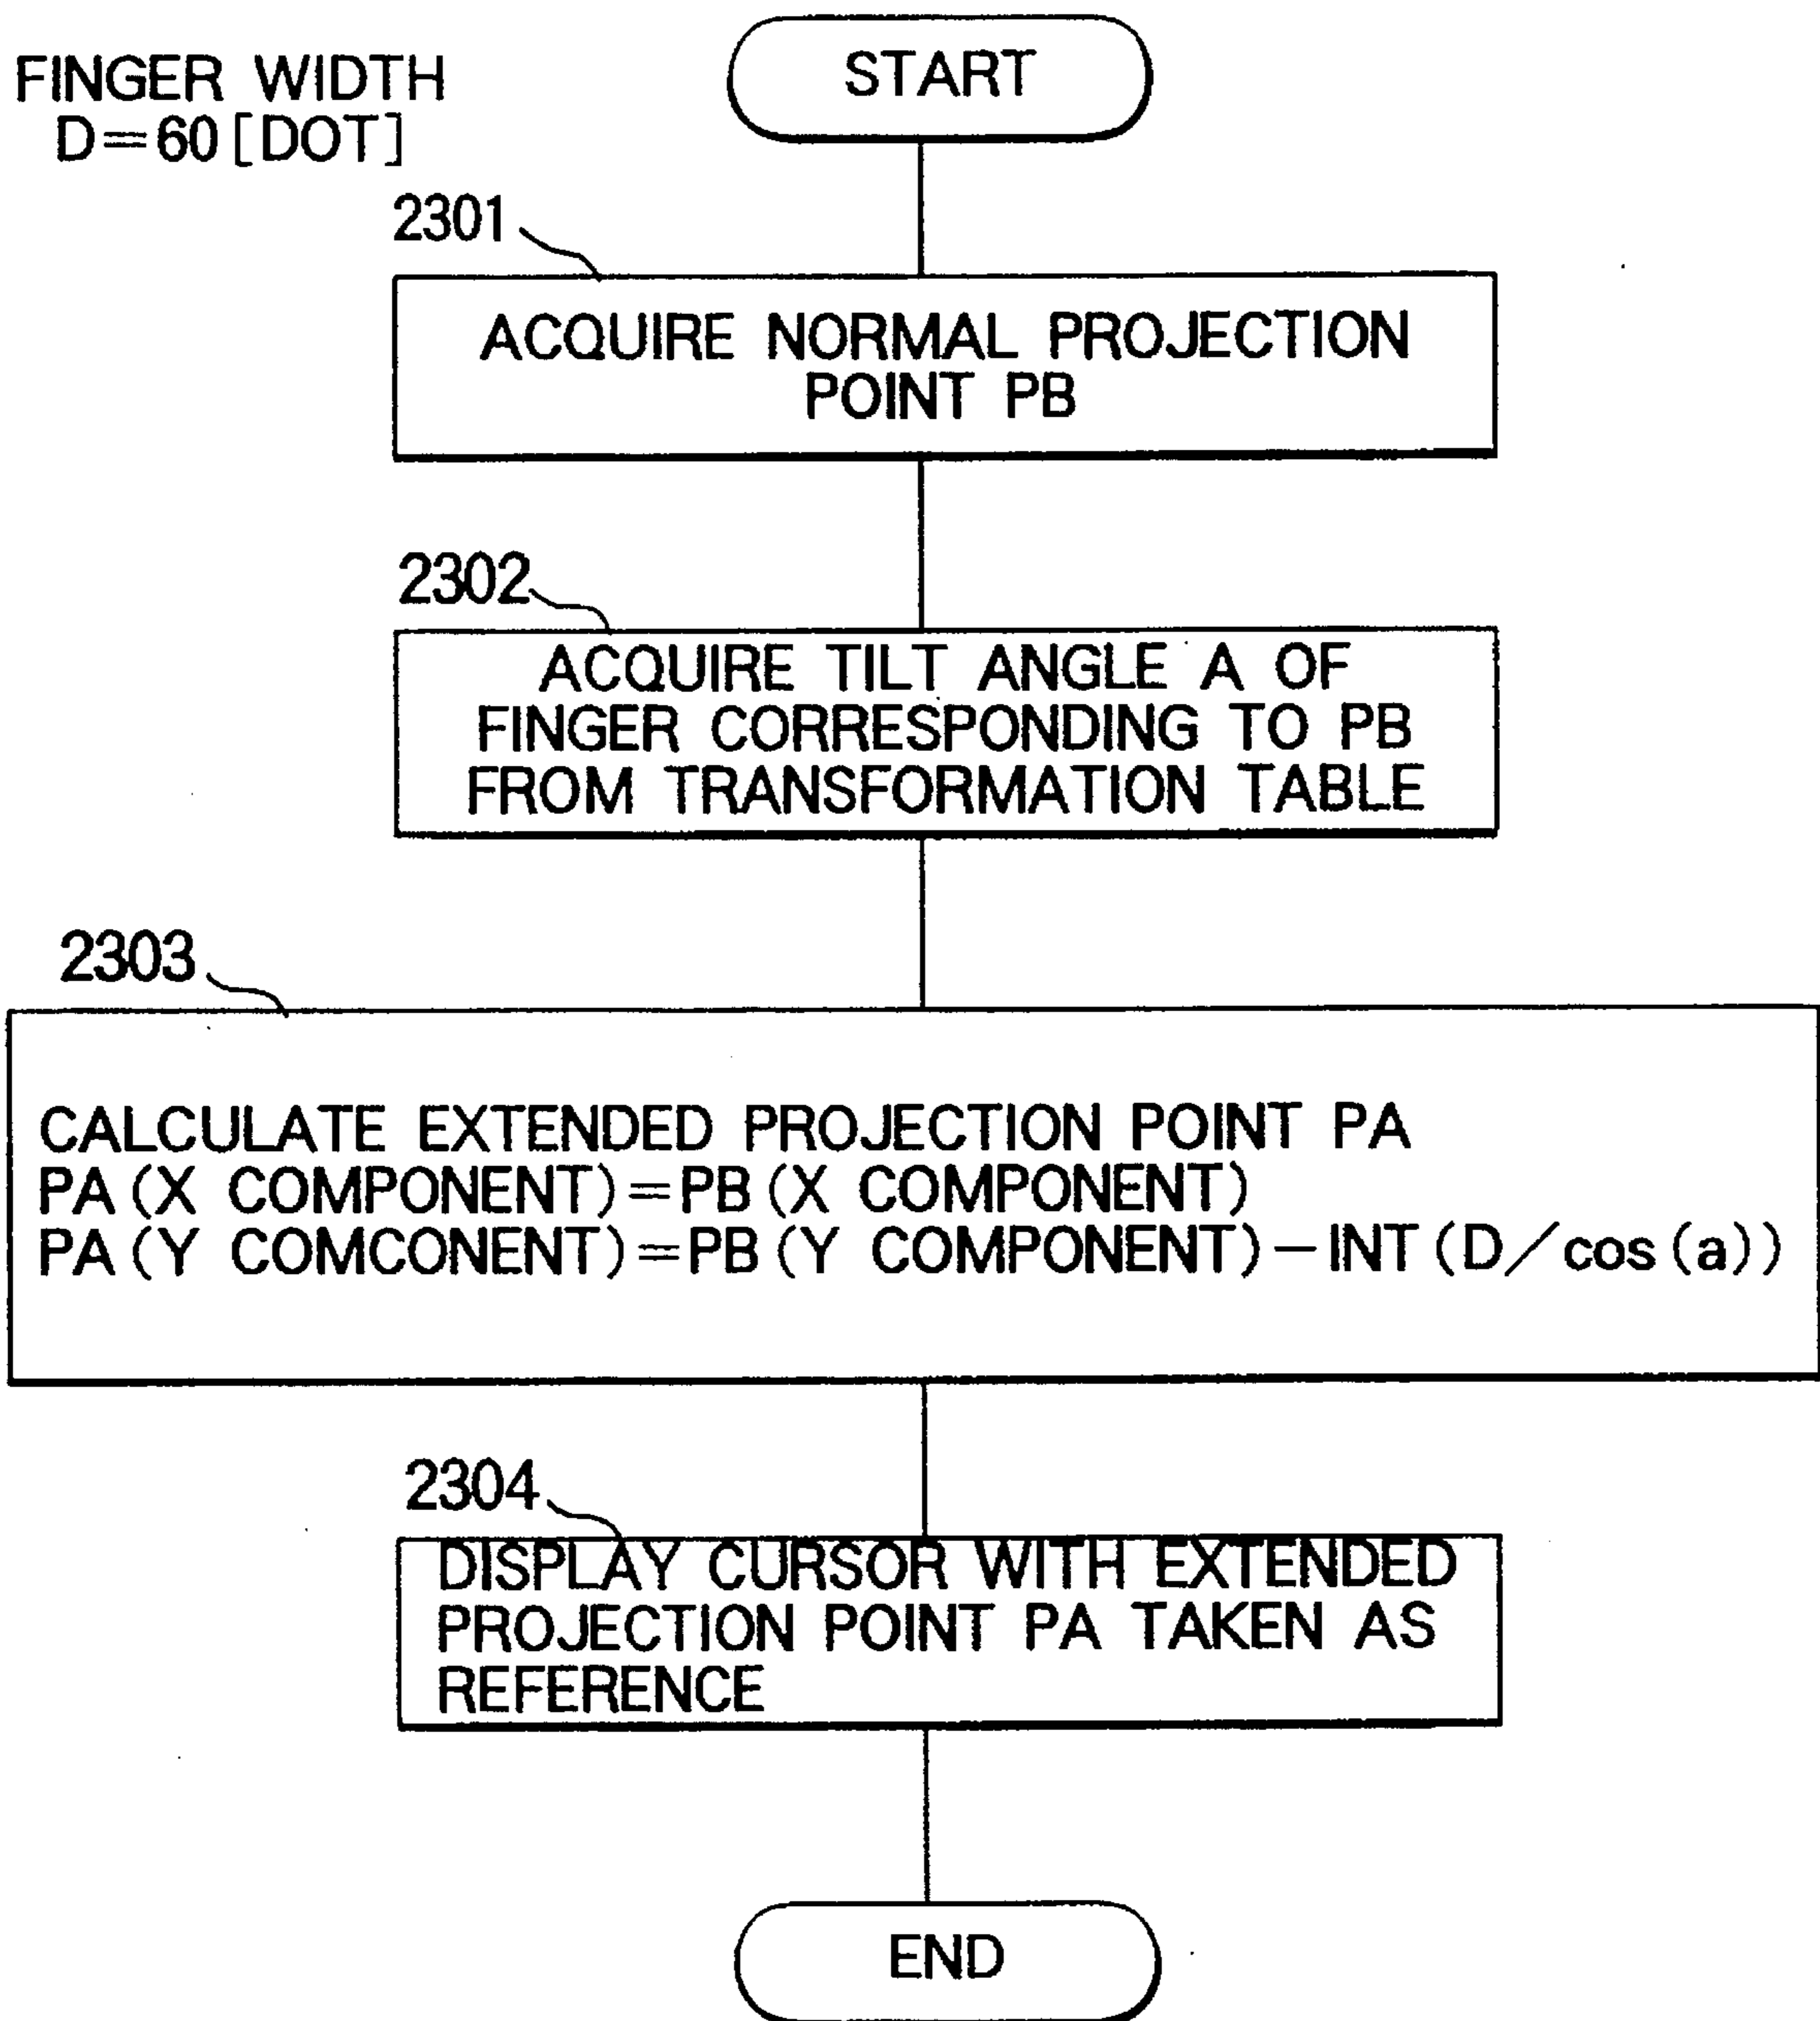 FINGER WIDTH
D=60[DOT]
START
2301
ACQUIRE NORMAL PROJECTION
POINT PB
2302
ACQUIRE TILT ANGLE A OF
FINGER CORRESPONDING TO PB
FROM TRANSFORMATION TABLE
2303
CALCULATE EXTENDED PROJECTION POINT PA
PA(X COMPONENT)=PB(X COMPONENT)
PA(Y COMCONENT)=PB(Y COMPONENT)−INT(D/cos(a))
2304
DISPLAY CURSOR WITH EXTENDED
PROJECTION POINT PA TAKEN AS
REFERENCE
END